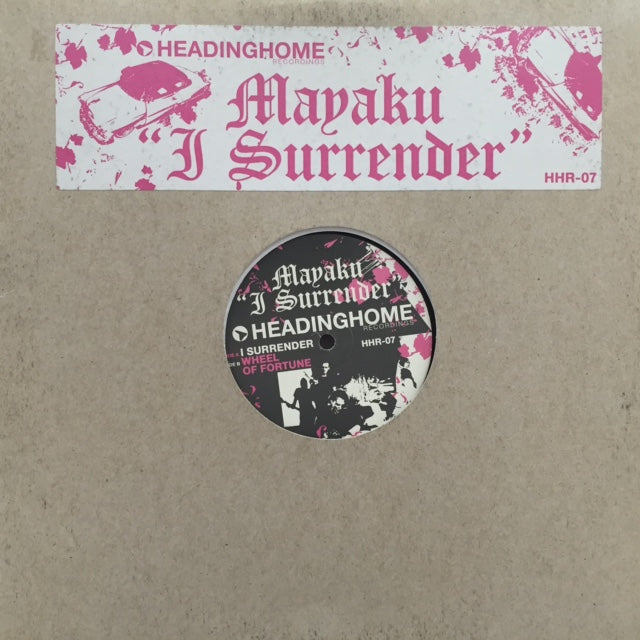 HEADINGHOME
RECORDINGS
Mayaku
"I Surrender"
HHR-07
Mayaku
"I Surrender"
HEADINGHOME
RECORDINGS
I SURRENDER
HHR-07
WHEEL
OF FORTUNE